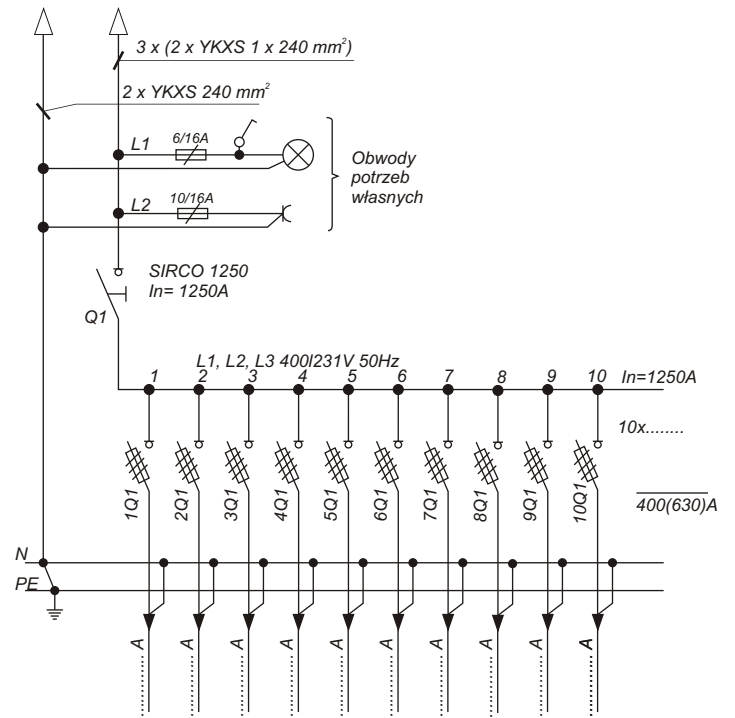 3 x (2 x YKXS 1 x 240 mm²)
2 x YKXS 240 mm²
L1
6/16A
L2
10/16A
Obwody
potrzeb
własnych
SIRCO 1250
In= 1250A
Q1
L1, L2, L3 400I231V 50Hz
1 2 3 4 5 6 7 8 9 10
In=1250A
10x........
1Q1 2Q1 3Q1 4Q1 5Q1 6Q1 7Q1 8Q1 9Q1 10Q1
400(630)A
N
PE
A A A A A A A A A A